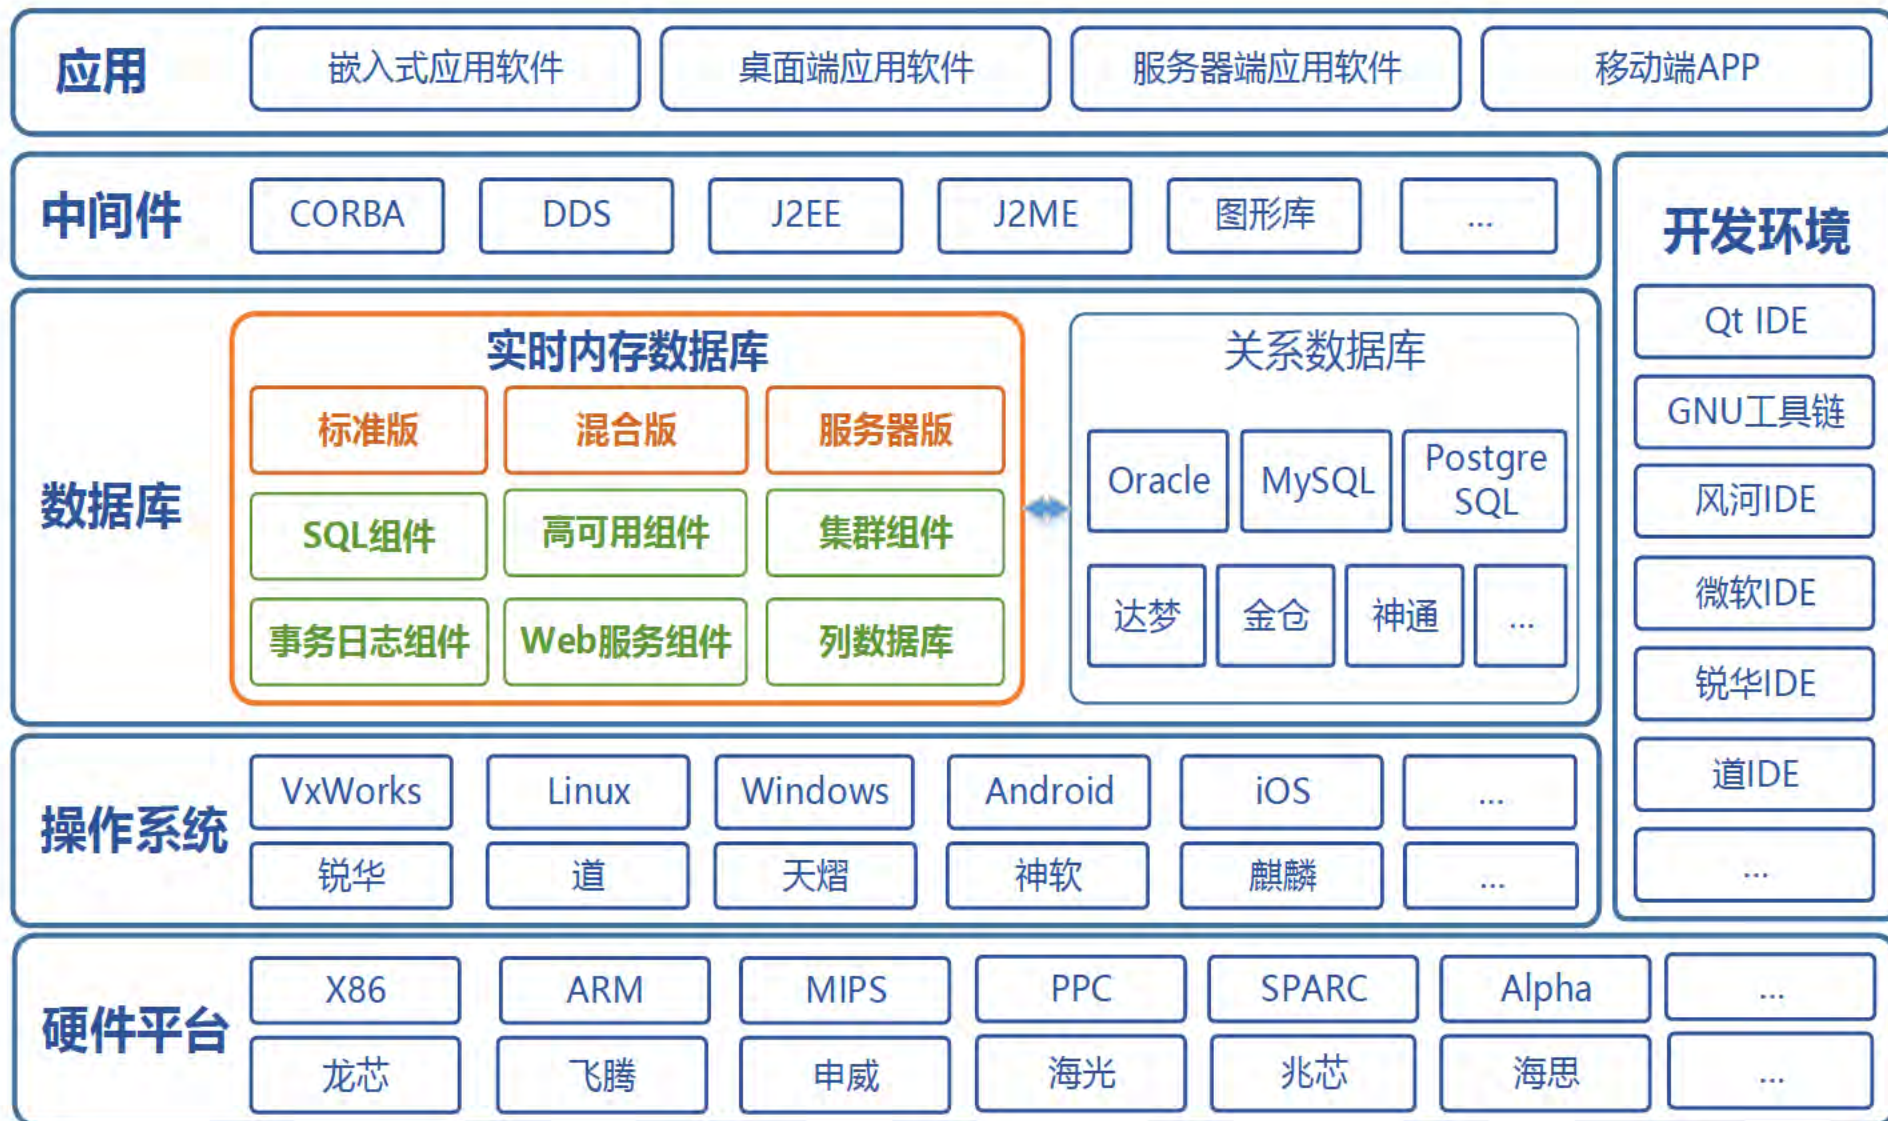 应用
嵌入式应用软件
桌面端应用软件
服务器端应用软件
移动端APP
中间件
CORBA
DDS
J2EE
J2ME
图形库
...
数据库
实时内存数据库
标准版
混合版
服务器版
SQL组件
高可用组件
集群组件
事务日志组件
Web服务组件
列数据库
关系数据库
Oracle
MySQL
Postgre
SQL
达梦
金仓
神通
...
开发环境
Qt IDE
GNU工具链
风河IDE
微软IDE
锐华IDE
道IDE
...
操作系统
VxWorks
Linux
Windows
Android
iOS
...
锐华
道
天熠
神软
麒麟
...
硬件平台
X86
ARM
MIPS
PPC
SPARC
Alpha
...
龙芯
飞腾
申威
海光
兆芯
海思
...